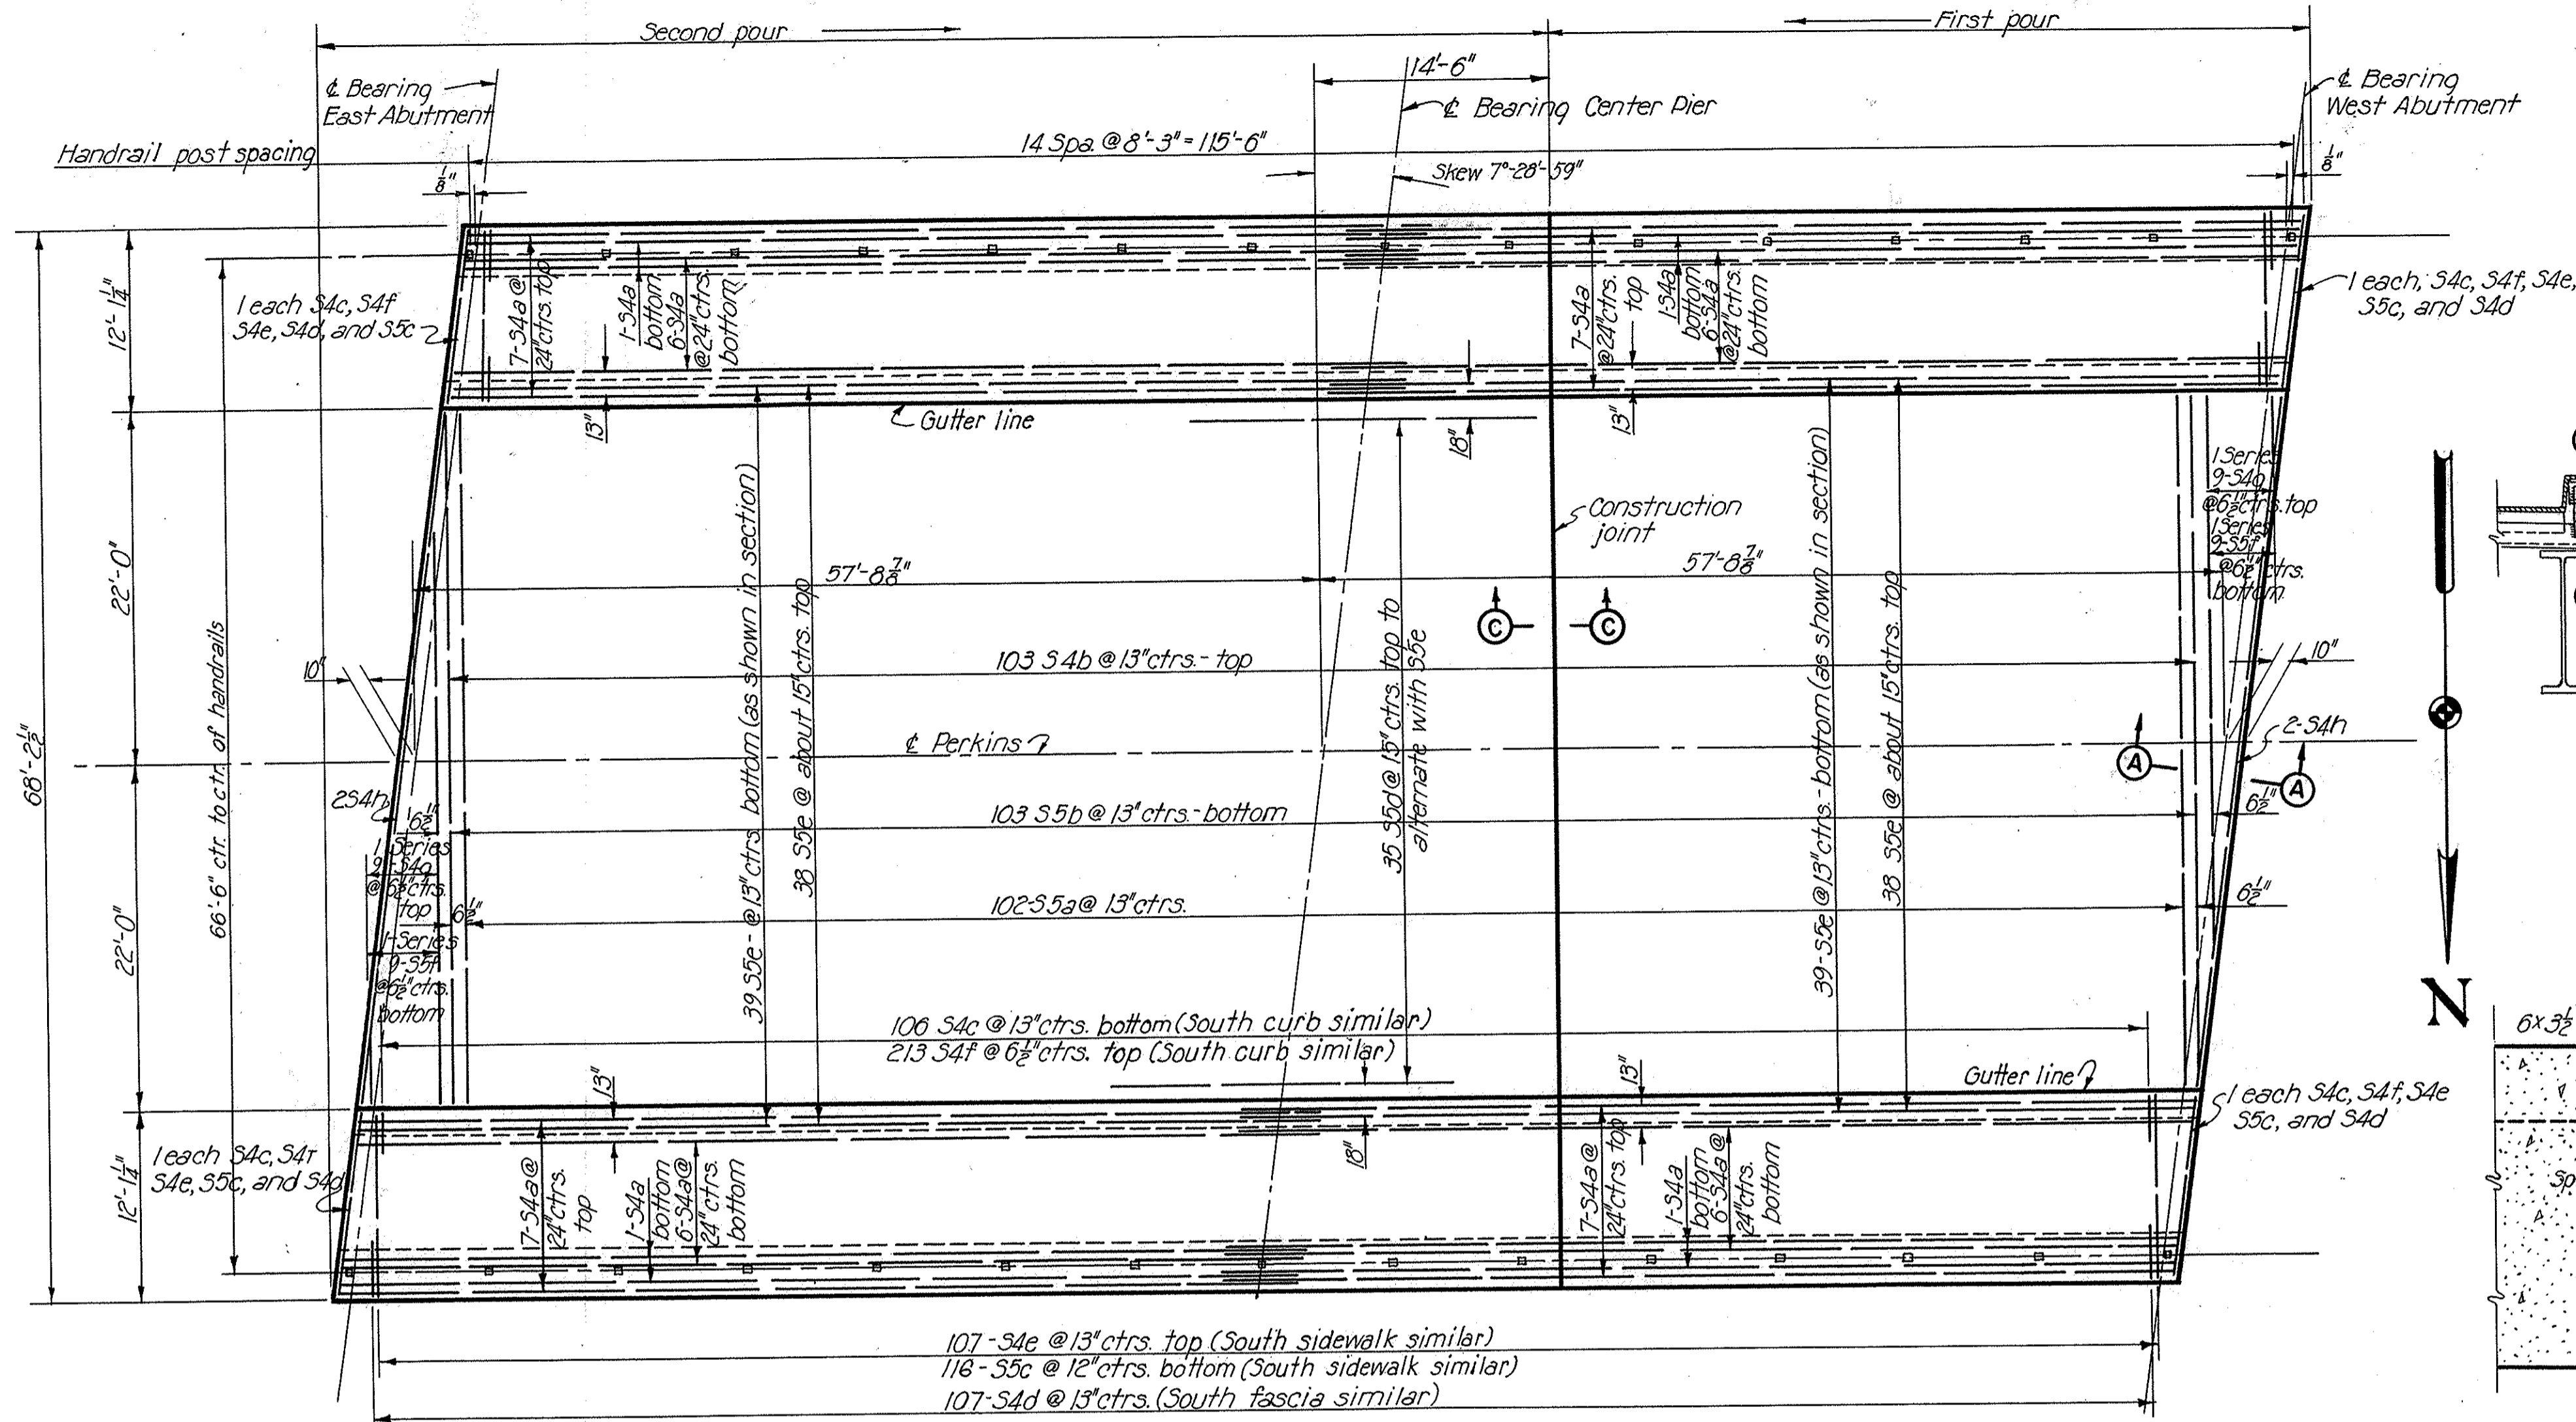 Second pour
First pour
14'-6"
℄ Bearing
East Abutment
℄ Bearing Center Pier
℄ Bearing
West Abutment
Handrail post spacing
14 Spa. @ 8'-3" = 115'-6"
Skew 7°-28'-59"
1/8"
1/8"
12'-1 1/4"
22'-0"
22'-0"
12'-1 1/4"
68'-2 1/2"
66'-6" ctr. to ctr. of handrails
1 each S4c, S4f
S4e, S4d, and S5c
7-S4a @
24" ctrs. top
1-S4a
bottom
6-S4a
@ 24" ctrs.
bottom
7-S4a
@ 24" ctrs.
top
1-S4a
bottom
6-S4a
@ 24" ctrs.
bottom
1 each, S4c, S4f, S4e,
S5c, and S4d
13"
Gutter line
18"
13"
Construction
joint
57'-8 7/8"
57'-8 7/8"
C
C
1 Series
9-S4g
@ 6 1/2" ctrs. top
1 Series
9-S5f
@ 6 1/2" ctrs.
bottom
39 S5e - @ 13" ctrs. bottom (as shown in section)
38 S5e @ about 15" ctrs. top
35 S5d @ 15" ctrs. top to
alternate with S5e
39-S5e @ 13" ctrs. - bottom (as shown in section)
38 S5e @ about 15" ctrs. top
10"
103 S4b @ 13" ctrs. - top
10"
℄ Perkins
2-S4h
A
A
2S4h
6 1/2"
103 S5b @ 13" ctrs. - bottom
6 1/2"
1 Series
9-S4g
@ 6 1/2" ctrs.
top
6 1/2"
102-S5a @ 13" ctrs.
6 1/2"
1-Series
9-S5f
@ 6 1/2" ctrs.
bottom
N
106 S4c @ 13" ctrs. bottom (South curb similar)
213 S4f @ 6 1/2" ctrs. top (South curb similar)
6x3 1/2
13"
13"
Gutter line
1 each S4c, S4f, S4e
S5c, and S4d
18"
1 each S4c, S4f
S4e, S5c, and S4d
7-S4a @
24" ctrs.
top
1-S4a
bottom
6-S4a @
24" ctrs.
bottom
7-S4a @
24" ctrs. top
1-S4a
bottom
6-S4a @
24" ctrs.
bottom
107-S4e @ 13" ctrs. top (South sidewalk similar)
116-S5c @ 12" ctrs. bottom (South sidewalk similar)
107-S4d @ 13" ctrs. (South fascia similar)